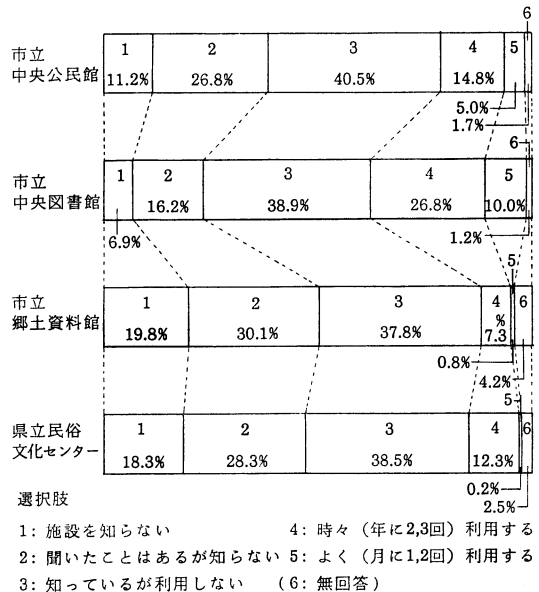 6
市立
中央公民館
1 2 3 4 5
11.2% 26.8% 40.5% 14.8%
5.0%
1.7%
6
市立
中央図書館
1 2 3 4 5
16.2% 38.9% 26.8% 10.0%
6.9%
1.2%
5
市立
郷土資料館
1 2 3 4 6
%
19.8% 30.1% 37.8% 7.3
0.8%
4.2%
5
県立民俗
文化センター
1 2 3 4 6
18.3% 28.3% 38.5% 12.3%
0.2%
2.5%
選択肢
1: 施設を知らない 4: 時々(年に2,3回)利用する
2: 聞いたことはあるが知らない 5: よく(月に1,2回)利用する
3: 知っているが利用しない (6: 無回答)